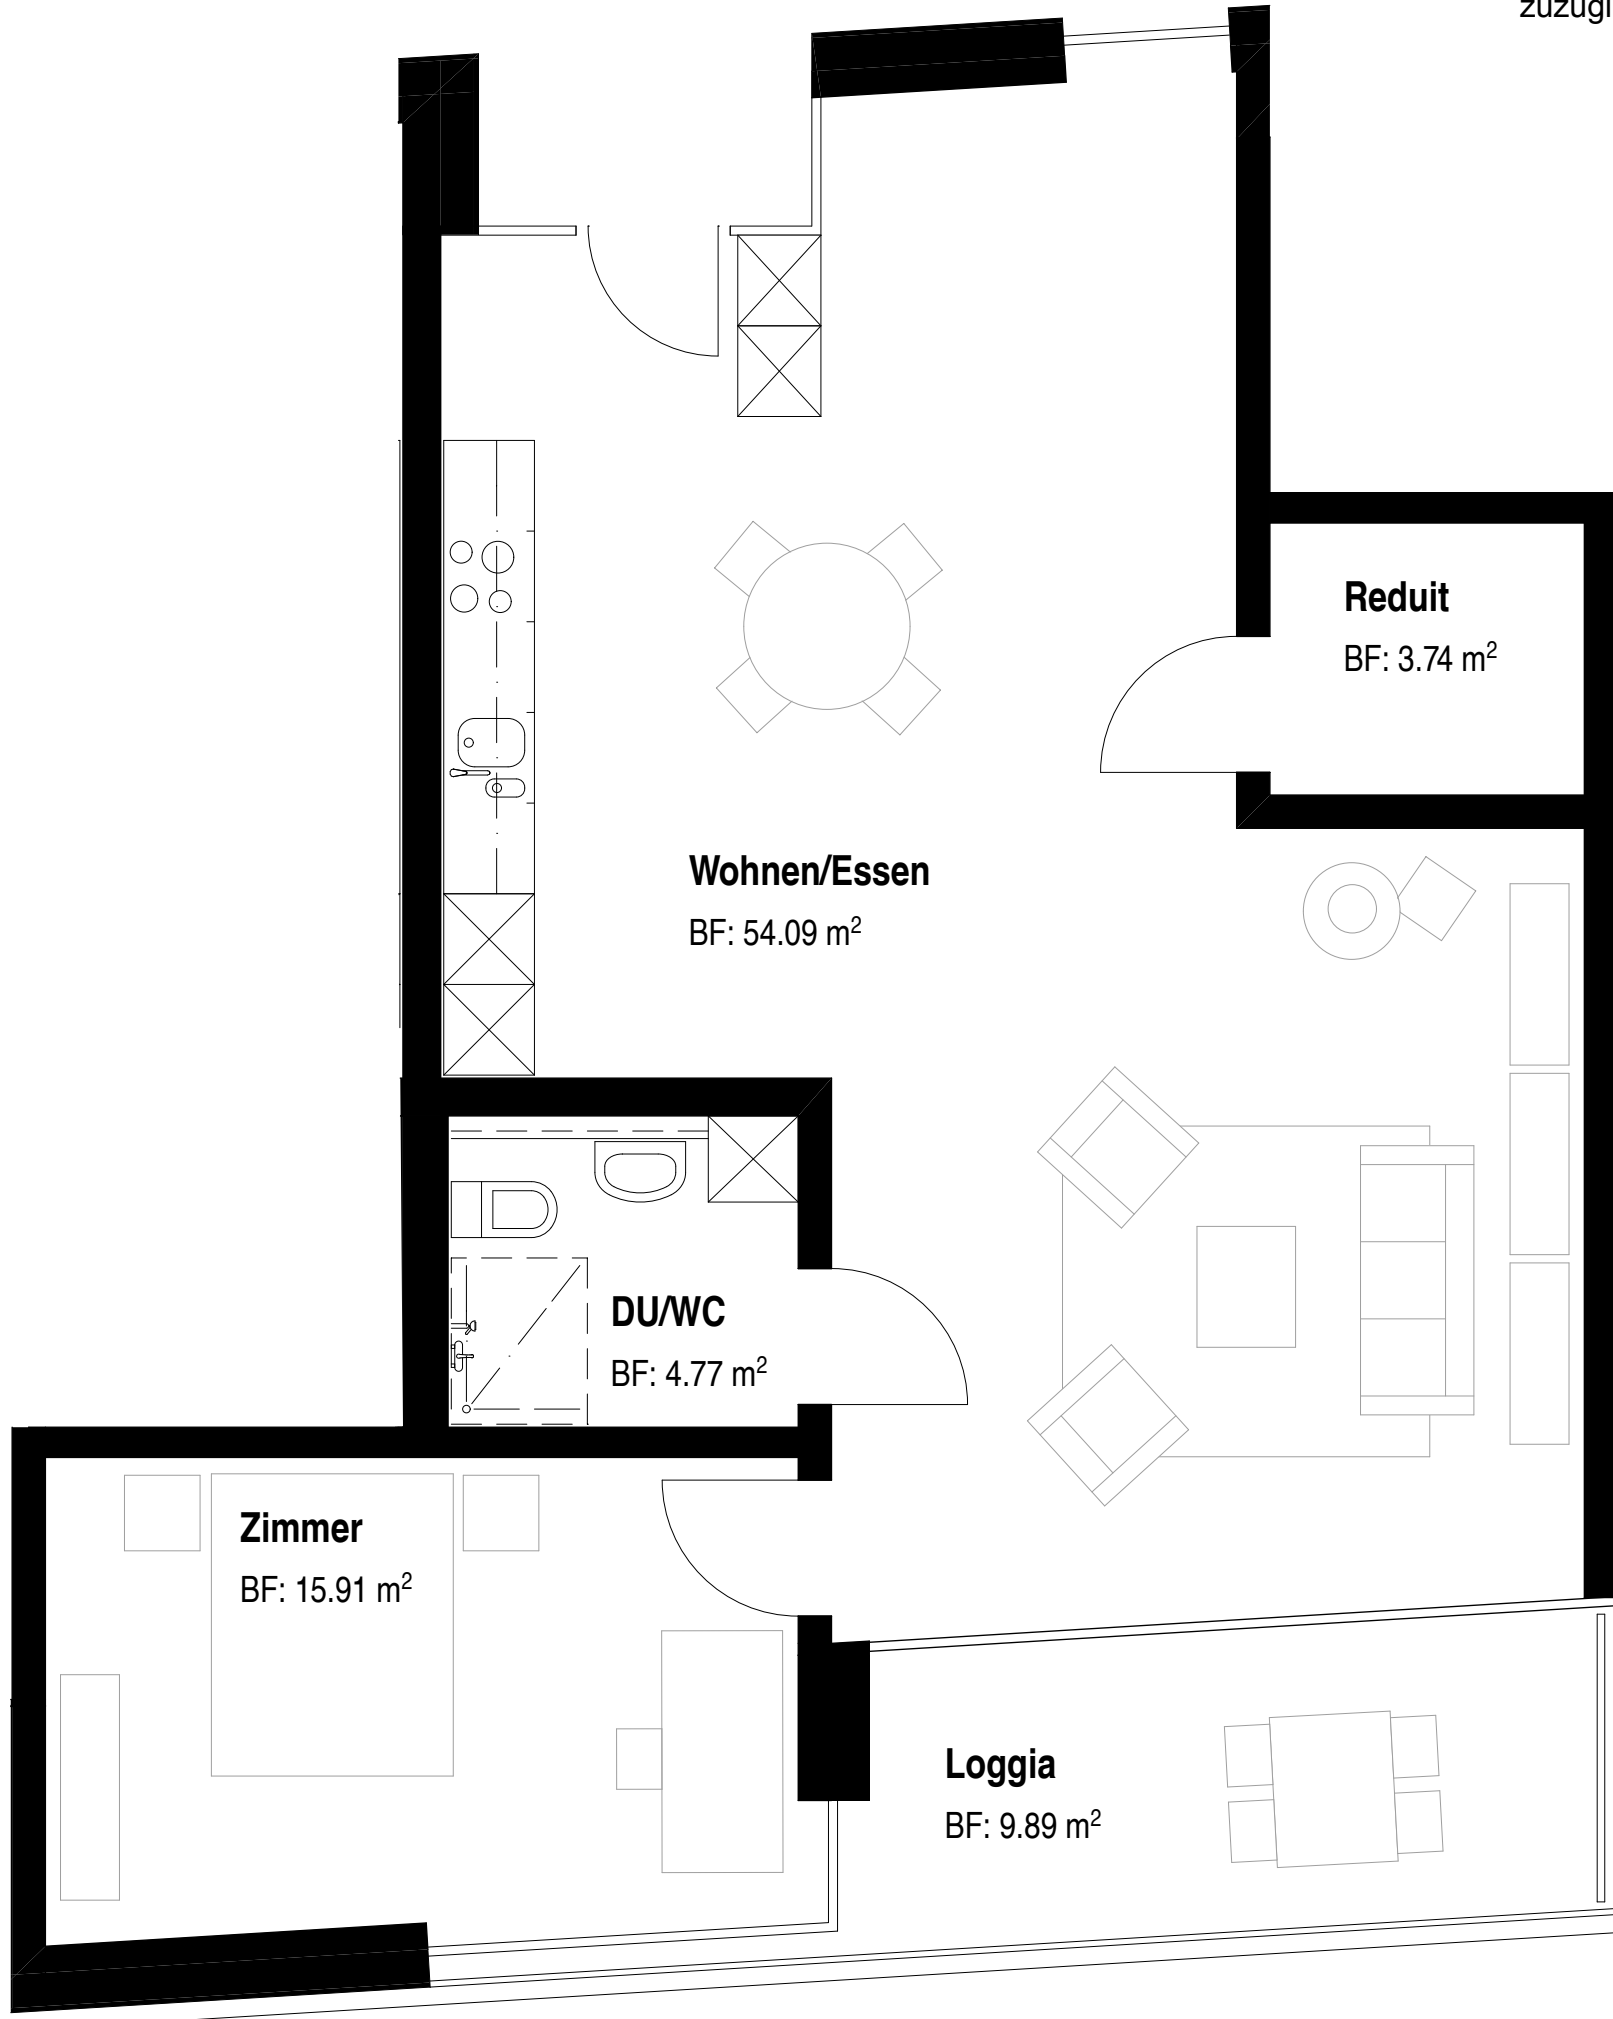 Reduit
BF: 3.74 m²
Wohnen/Essen
BF: 54.09 m²
DU/WC
BF: 4.77 m²
Zimmer
BF: 15.91 m²
Loggia
BF: 9.89 m²